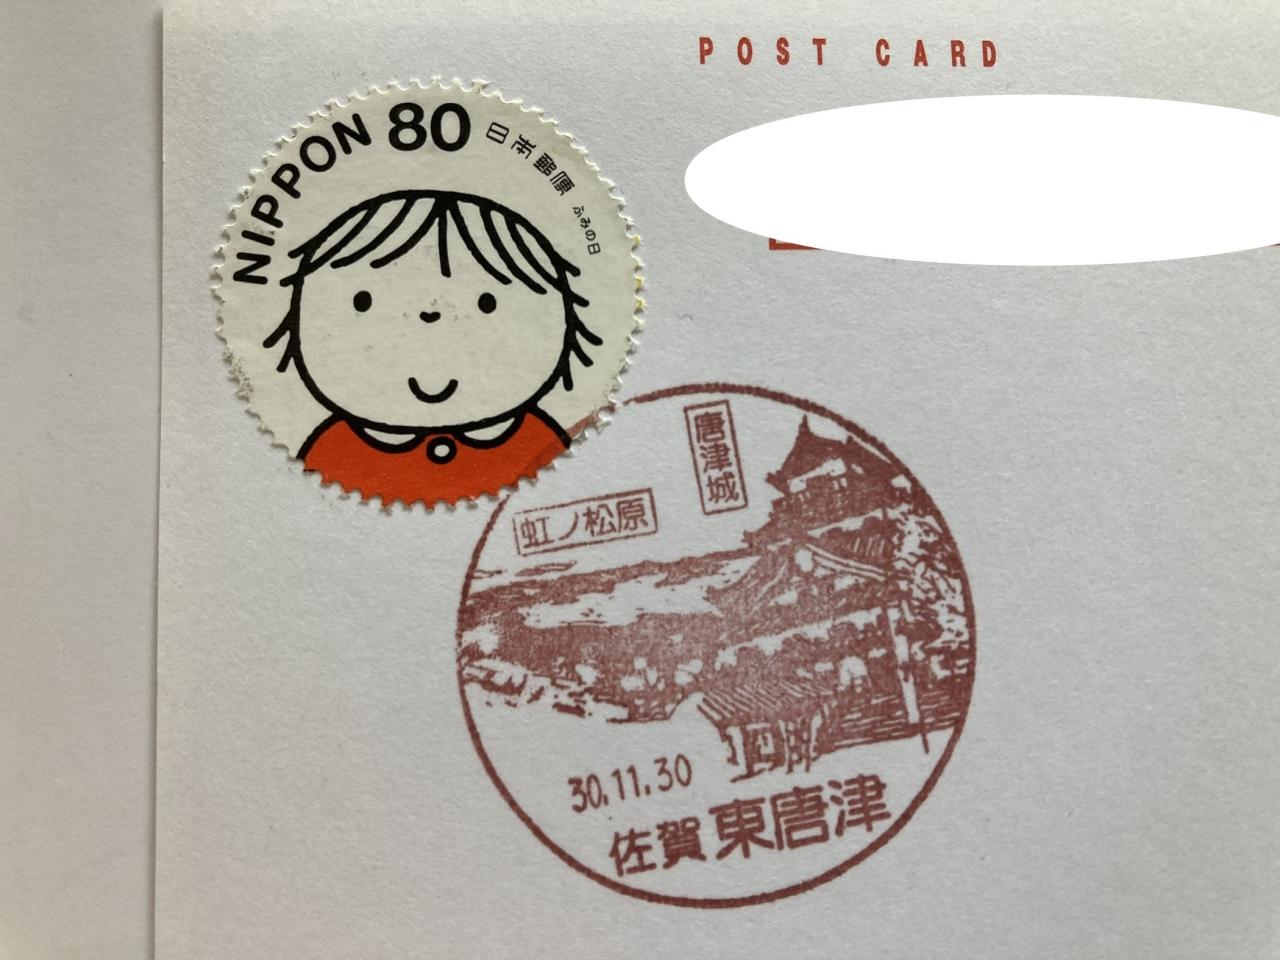 POST CARD
NIPPON 80 日本郵便 ふみの日
唐津城
虹ノ松原
30.11.30
佐賀 東唐津